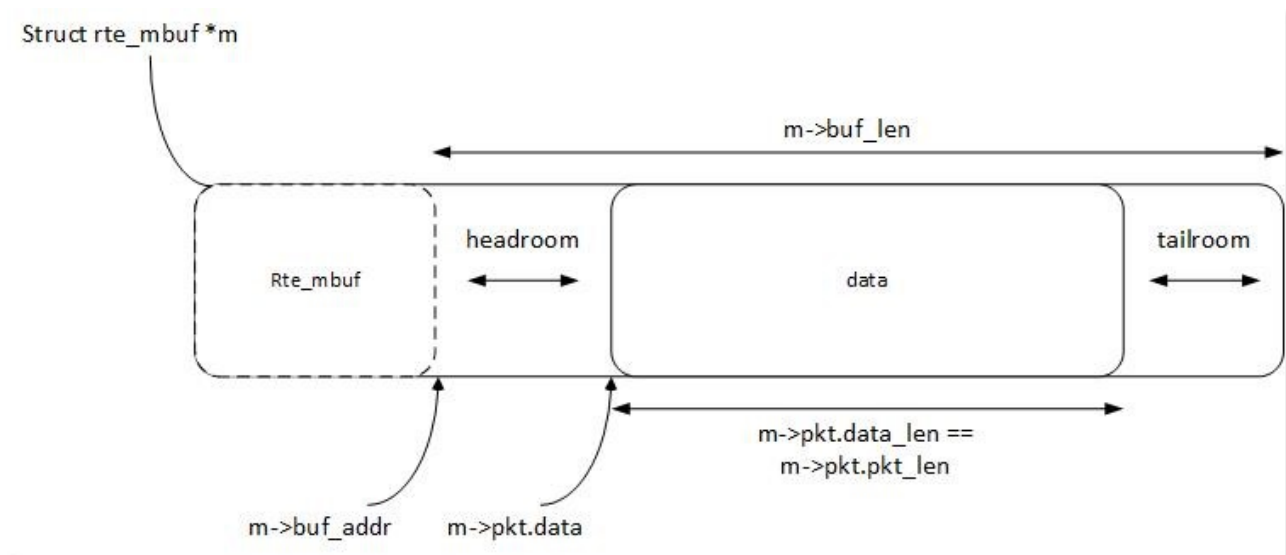 Struct rte_mbuf *m
m->buf_len
headroom
tailroom
Rte_mbuf
data
m->pkt.data_len ==
m->pkt.pkt_len
m->buf_addr
m->pkt.data